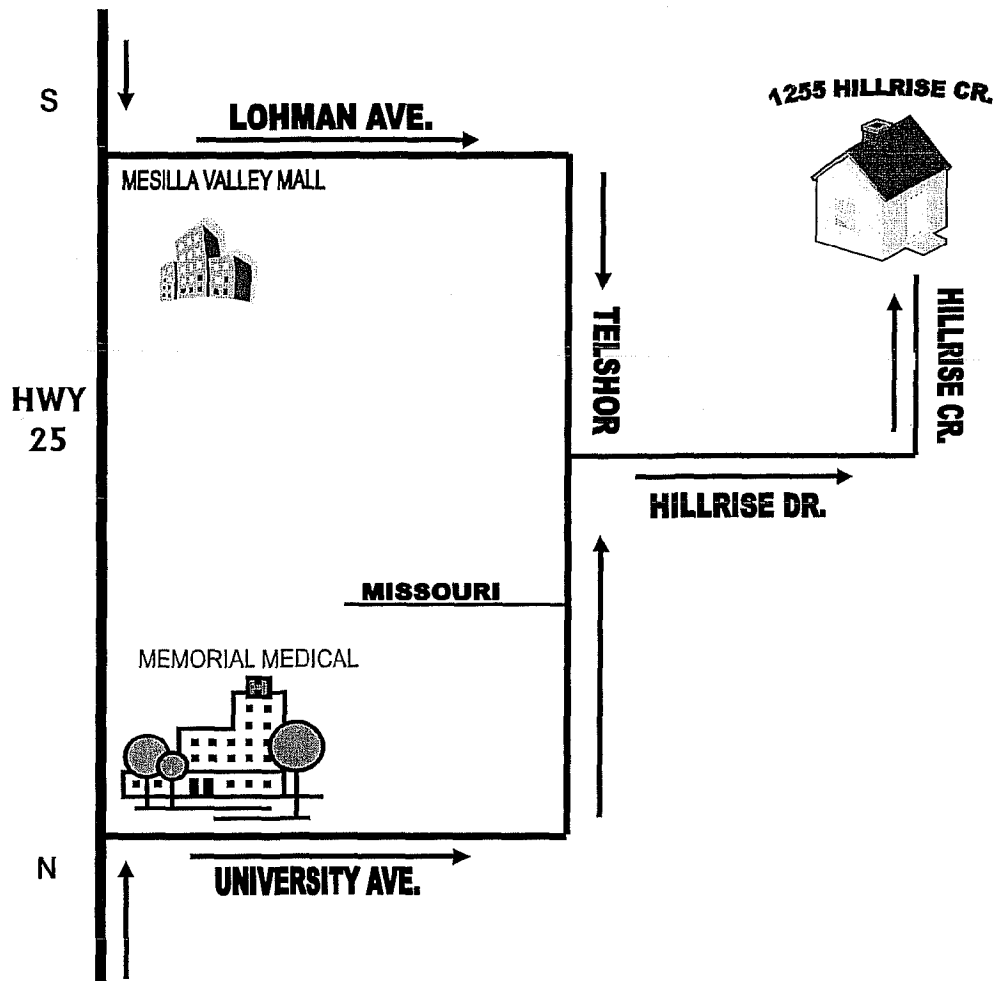 S
LOHMAN AVE.
1255 HILLRISE CR.
MESILLA VALLEY MALL
TELSHOR
HILLRISE CR.
HWY
25
HILLRISE DR.
MISSOURI
MEMORIAL MEDICAL
H
N
UNIVERSITY AVE.